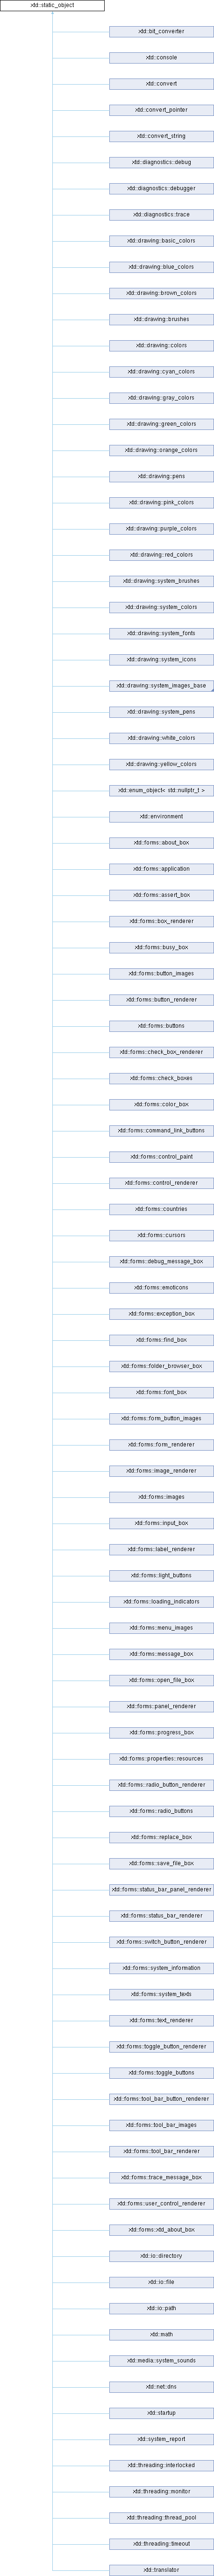 xtd::static_object
xtd::bit_converter
xtd::console
xtd::convert
xtd::convert_pointer
xtd::convert_string
xtd::diagnostics::debug
xtd::diagnostics::debugger
xtd::diagnostics::trace
xtd::drawing::basic_colors
xtd::drawing::blue_colors
xtd::drawing::brown_colors
xtd::drawing::brushes
xtd::drawing::colors
xtd::drawing::cyan_colors
xtd::drawing::gray_colors
xtd::drawing::green_colors
xtd::drawing::orange_colors
xtd::drawing::pens
xtd::drawing::pink_colors
xtd::drawing::purple_colors
xtd::drawing::red_colors
xtd::drawing::system_brushes
xtd::drawing::system_colors
xtd::drawing::system_fonts
xtd::drawing::system_icons
xtd::drawing::system_images_base
xtd::drawing::system_pens
xtd::drawing::white_colors
xtd::drawing::yellow_colors
xtd::enum_object< std::nullptr_t >
xtd::environment
xtd::forms::about_box
xtd::forms::application
xtd::forms::assert_box
xtd::forms::box_renderer
xtd::forms::busy_box
xtd::forms::button_images
xtd::forms::button_renderer
xtd::forms::buttons
xtd::forms::check_box_renderer
xtd::forms::check_boxes
xtd::forms::color_box
xtd::forms::command_link_buttons
xtd::forms::control_paint
xtd::forms::control_renderer
xtd::forms::countries
xtd::forms::cursors
xtd::forms::debug_message_box
xtd::forms::emoticons
xtd::forms::exception_box
xtd::forms::find_box
xtd::forms::folder_browser_box
xtd::forms::font_box
xtd::forms::form_button_images
xtd::forms::form_renderer
xtd::forms::image_renderer
xtd::forms::images
xtd::forms::input_box
xtd::forms::label_renderer
xtd::forms::light_buttons
xtd::forms::loading_indicators
xtd::forms::menu_images
xtd::forms::message_box
xtd::forms::open_file_box
xtd::forms::panel_renderer
xtd::forms::progress_box
xtd::forms::properties::resources
xtd::forms::radio_button_renderer
xtd::forms::radio_buttons
xtd::forms::replace_box
xtd::forms::save_file_box
xtd::forms::status_bar_panel_renderer
xtd::forms::status_bar_renderer
xtd::forms::switch_button_renderer
xtd::forms::system_information
xtd::forms::system_texts
xtd::forms::text_renderer
xtd::forms::toggle_button_renderer
xtd::forms::toggle_buttons
xtd::forms::tool_bar_button_renderer
xtd::forms::tool_bar_images
xtd::forms::tool_bar_renderer
xtd::forms::trace_message_box
xtd::forms::user_control_renderer
xtd::forms::xtd_about_box
xtd::io::directory
xtd::io::file
xtd::io::path
xtd::math
xtd::media::system_sounds
xtd::net::dns
xtd::startup
xtd::system_report
xtd::threading::interlocked
xtd::threading::monitor
xtd::threading::thread_pool
xtd::threading::timeout
xtd::translator